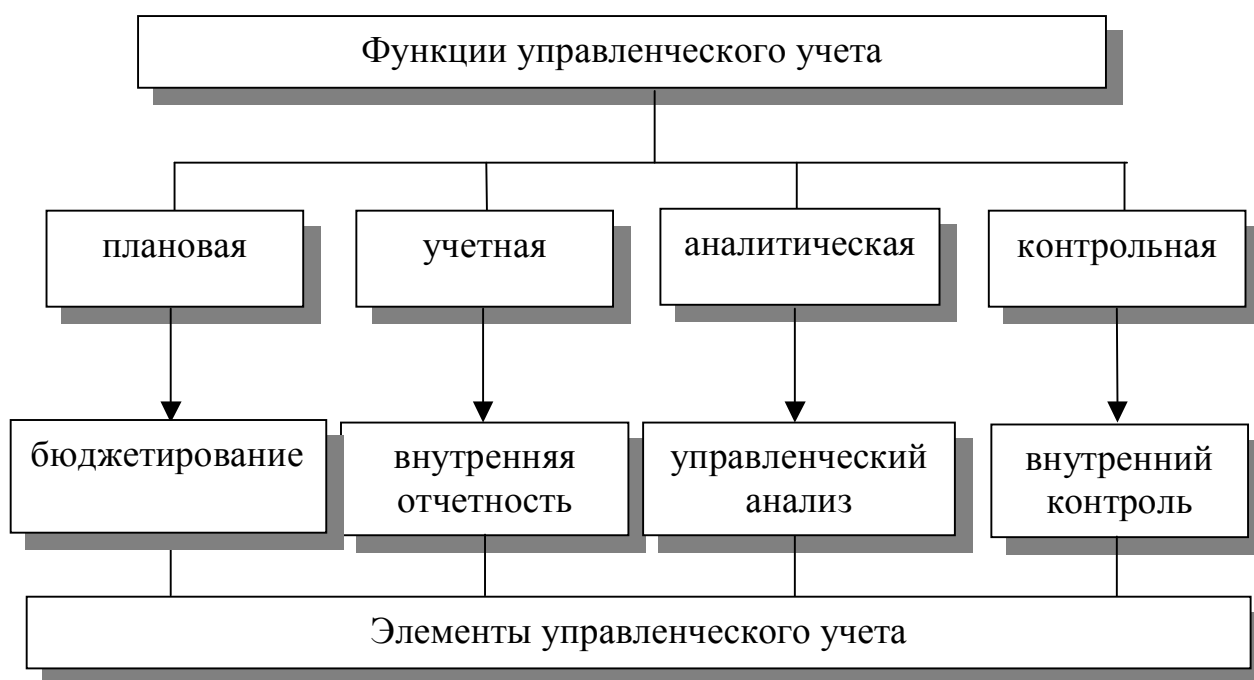 Функции управленческого учета
плановая
учетная
аналитическая
контрольная
бюджетирование
внутренняя
отчетность
управленческий
анализ
внутренний
контроль
Элементы управленческого учета